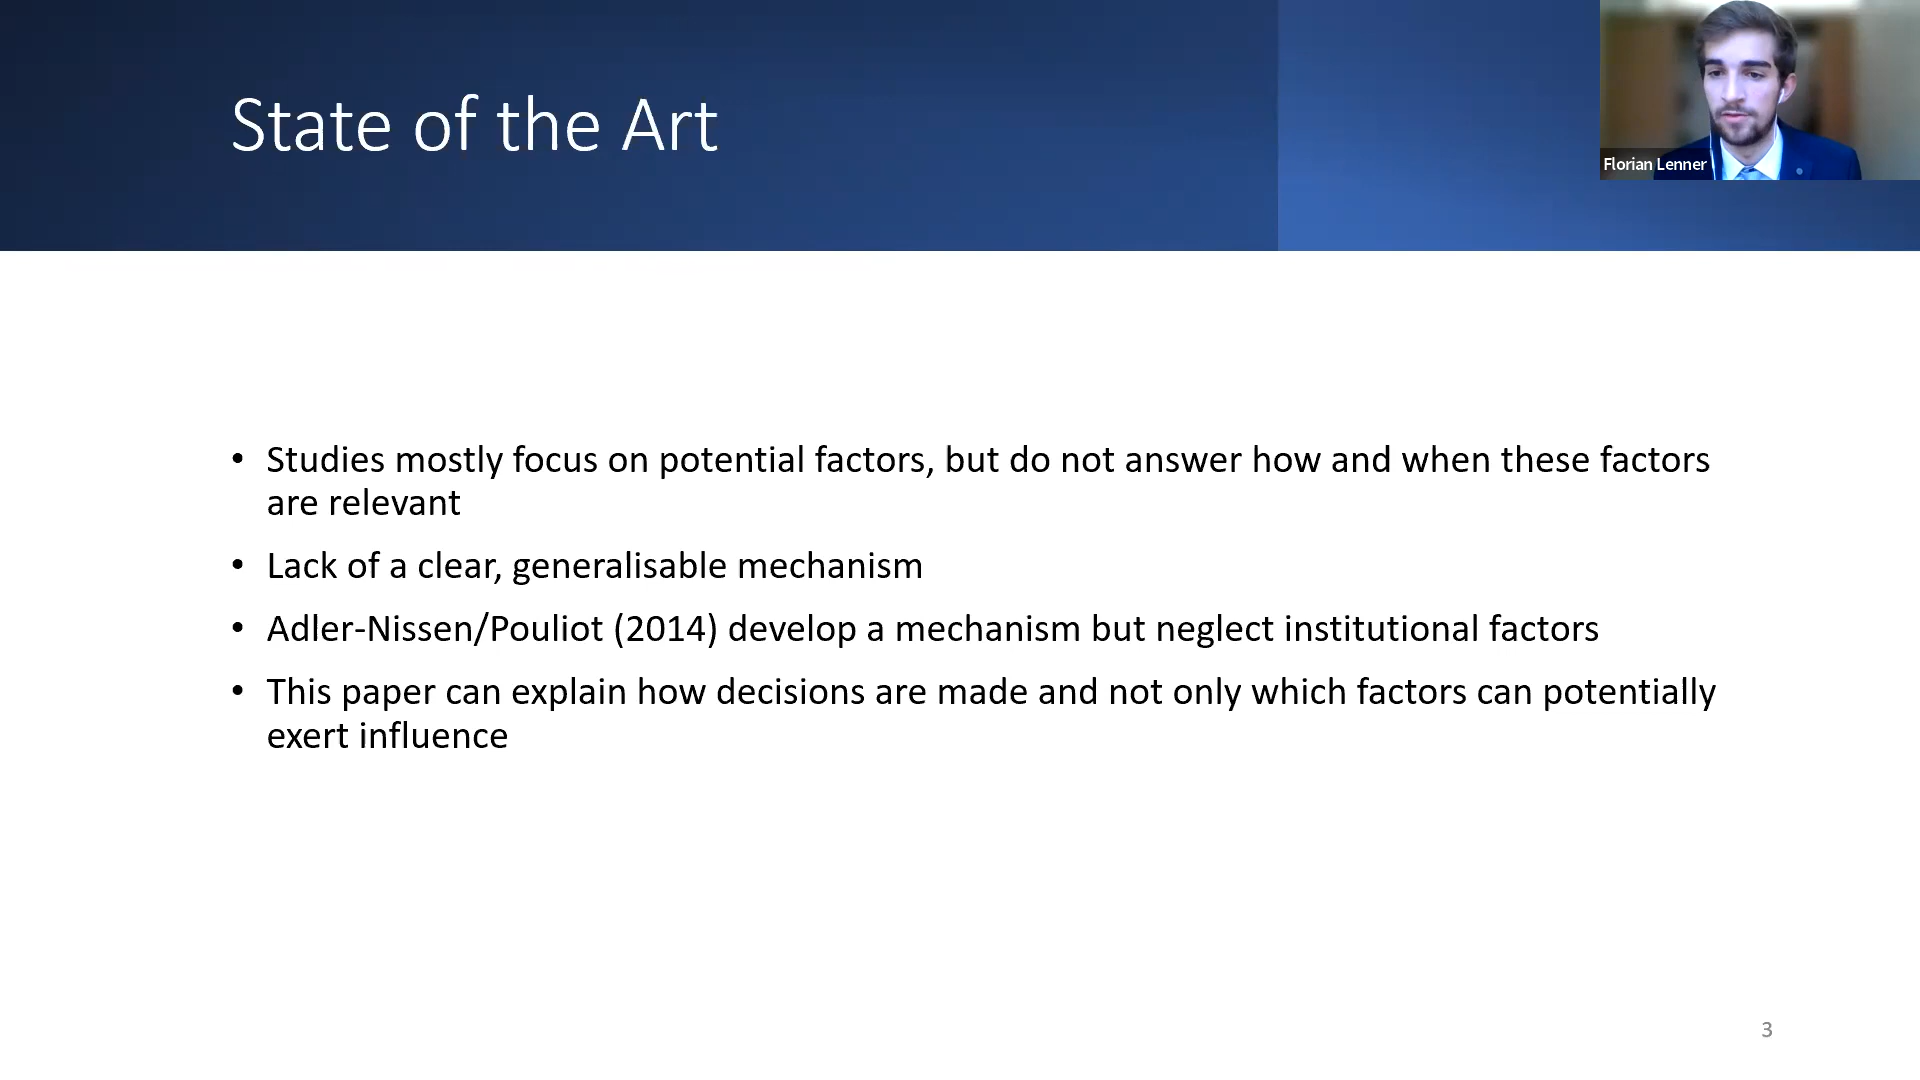 State of the Art
Florian Lenner
• Studies mostly focus on potential factors, but do not answer how and when these factors
are relevant
• Lack of a clear, generalisable mechanism
• Adler-Nissen/Pouliot (2014) develop a mechanism but neglect institutional factors
• This paper can explain how decisions are made and not only which factors can potentially
exert influence
3